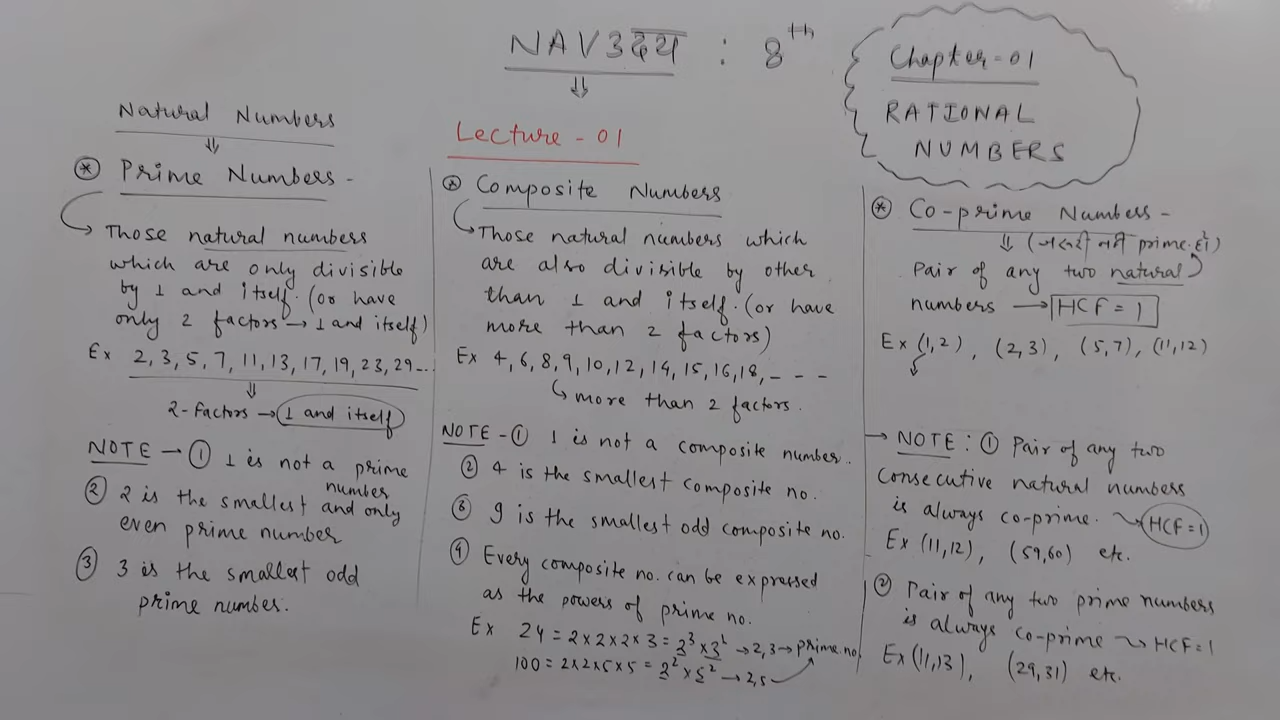 NAV3दय : 8th
Chapter-01
RATIONAL
NUMBERS
Lecture-01
Natural Numbers
⇓
* Prime Numbers -
Those natural numbers
which are only divisible
by 1 and itself. (or have
only 2 factors → 1 and itself)
Ex 2, 3, 5, 7, 11, 13, 17, 19, 23, 29...
2-Factors → 1 and itself
NOTE → ① 1 is not a prime
number
② 2 is the smallest and only
even prime number
③ 3 is the smallest odd
prime number.
* Composite Numbers
Those natural numbers which
are also divisible by other
than 1 and itself. (or have
more than 2 factors)
Ex 4, 6, 8, 9, 10, 12, 14, 15, 16, 18, - - -
more than 2 factors.
NOTE - ① 1 is not a composite number.
② 4 is the smallest composite no.
③ 9 is the smallest odd composite no.
④ Every composite no. can be expressed
as the powers of prime no.
Ex 24 = 2×2×2×3 = 2³×3¹ → 2,3 → prime no.
100 = 2×2×5×5 = 2²×5² → 2,5
* Co-prime Numbers -
(जरूरी नहीं prime हो)
Pair of any two natural
numbers → HCF = 1
Ex (1,2), (2,3), (5,7), (11,12)
→ NOTE : ① Pair of any two
consecutive natural numbers
is always co-prime. → HCF=1
Ex (11,12), (59,60) etc.
② Pair of any two prime numbers
is always co-prime → HCF=1
Ex (11,13), (29,31) etc.